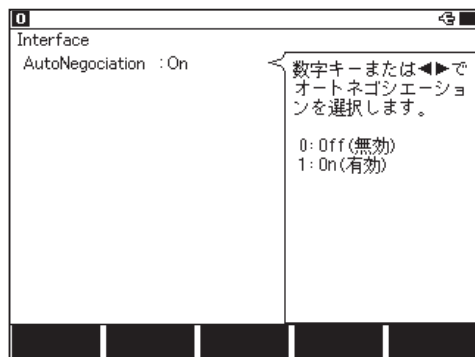 0
Interface
AutoNegociation :On
数字キーまたは◀▶で
オートネゴシエーショ
ンを選択します。
0:Off(無効)
1:On(有効)